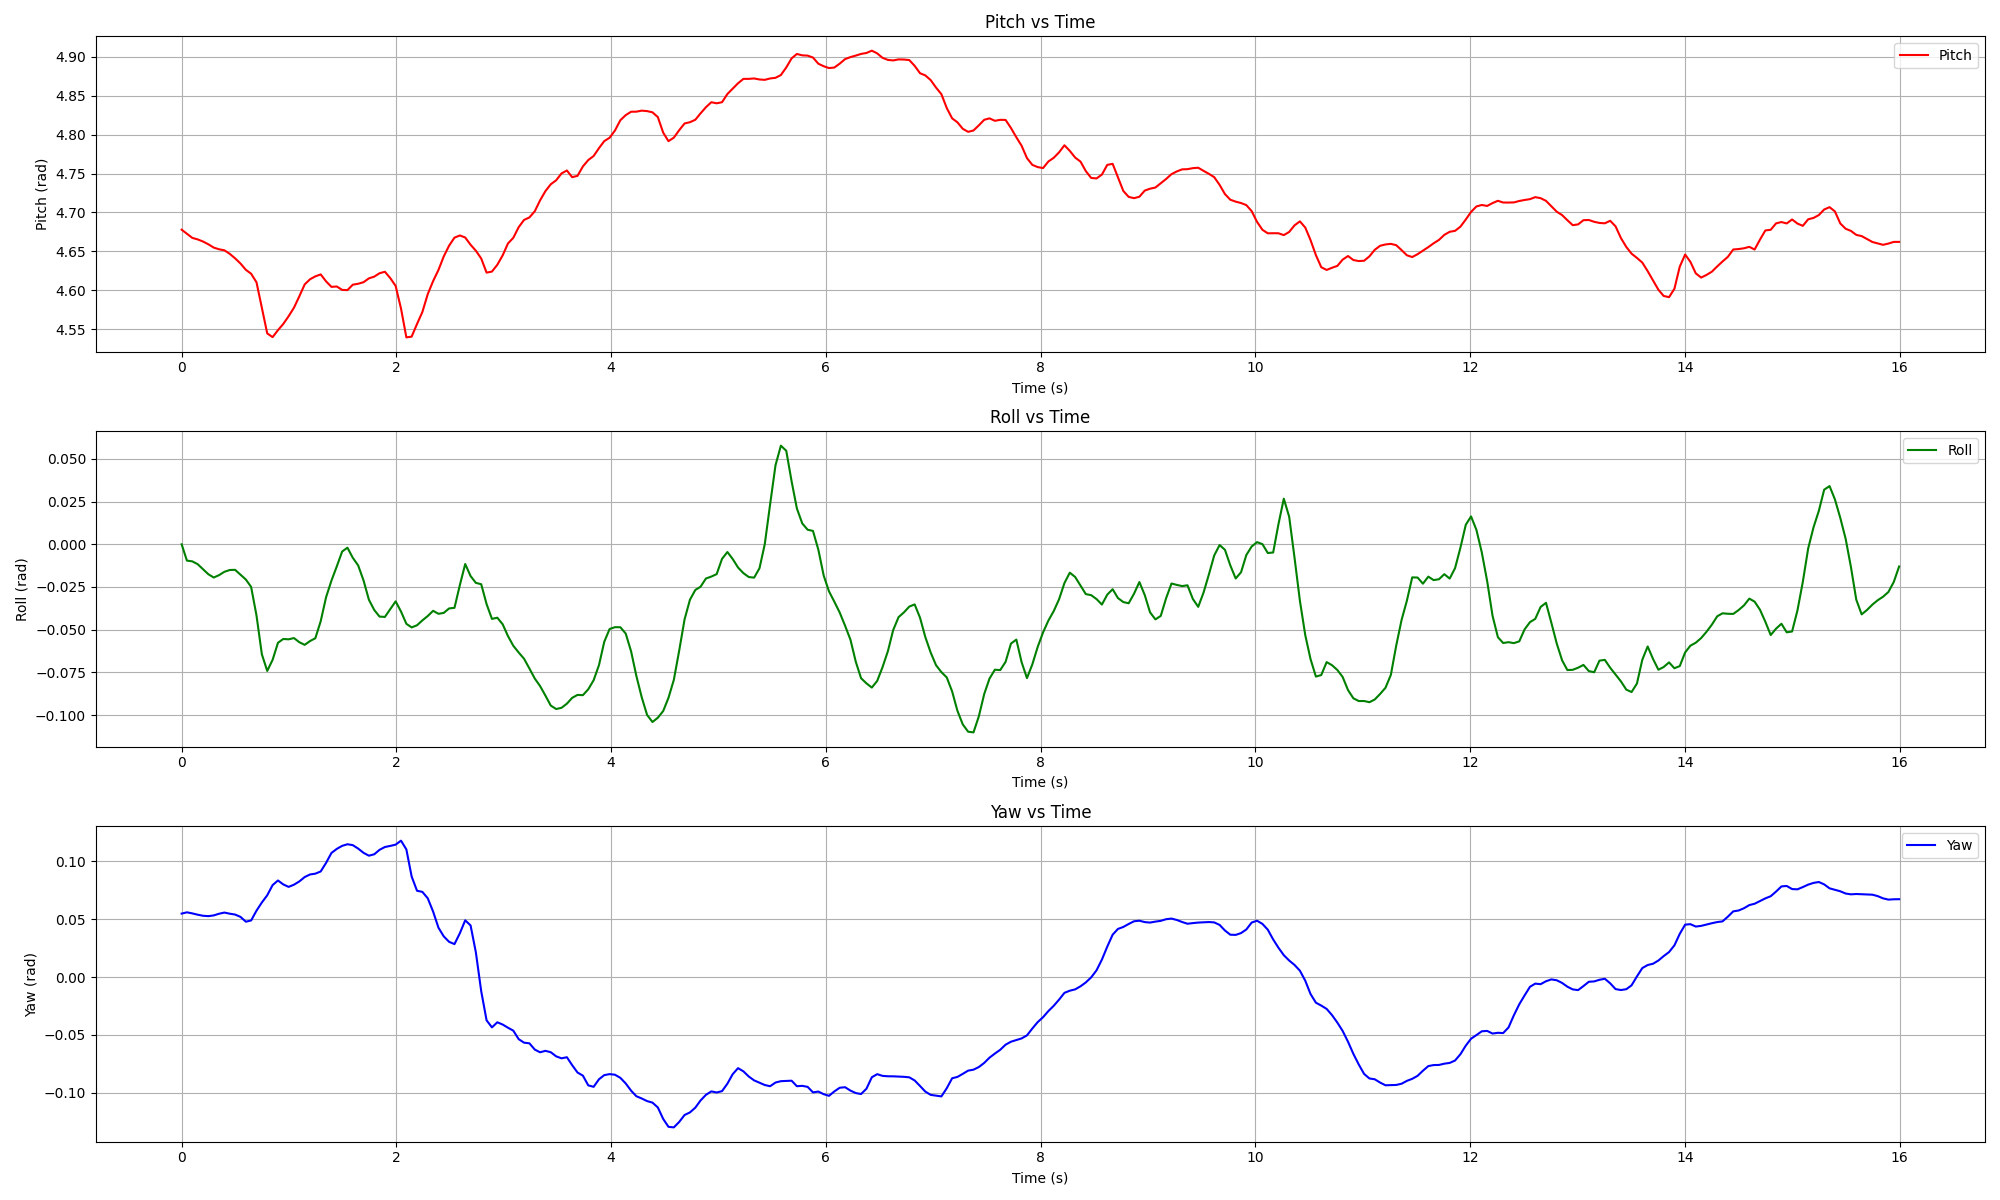 Pitch vs Time
Pitch
Pitch (rad)
4.90
4.85
4.80
4.75
4.70
4.65
4.60
4.55
0 2 4 6 8 10 12 14 16
Time (s)
Roll vs Time
Roll
Roll (rad)
0.050
0.025
0.000
−0.025
−0.050
−0.075
−0.100
0 2 4 6 8 10 12 14 16
Time (s)
Yaw vs Time
Yaw
Yaw (rad)
0.10
0.05
0.00
−0.05
−0.10
0 2 4 6 8 10 12 14 16
Time (s)